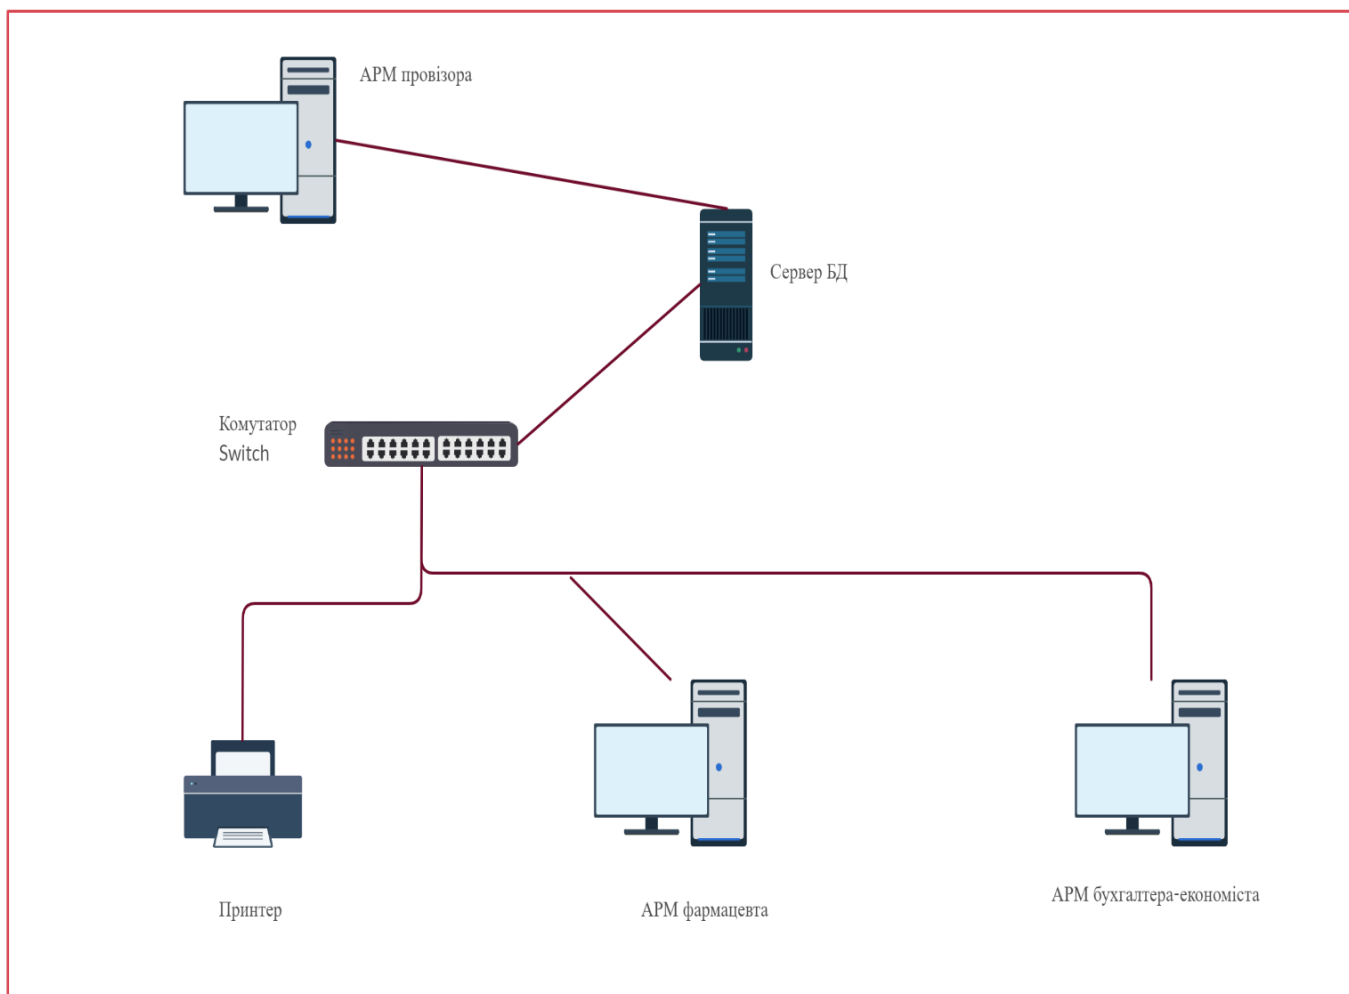 АРМ провізора
Сервер БД
Комутатор
Switch
Принтер
АРМ фармацевта
АРМ бухгалтера-економіста